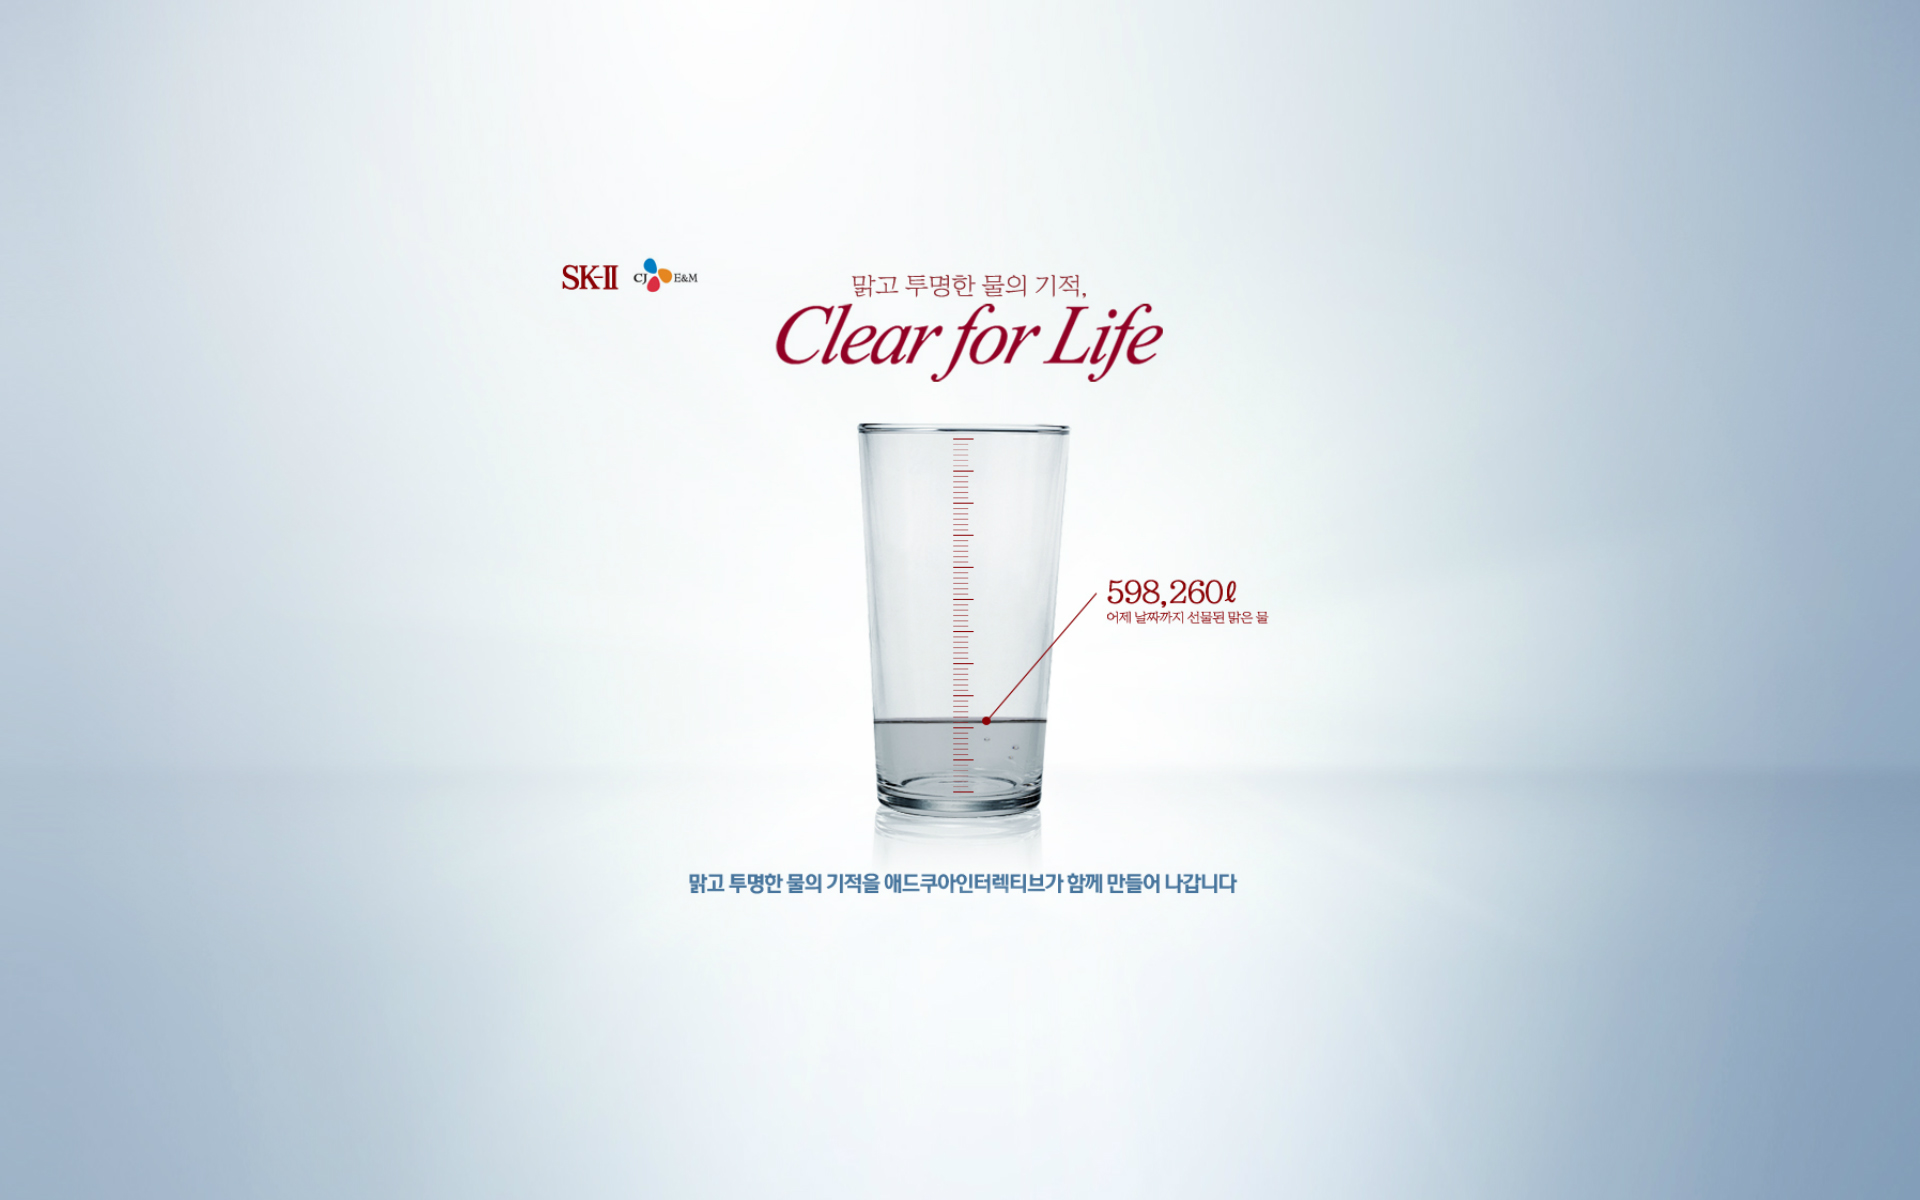 SK-II CJ E&M
맑고 투명한 물의 기적,
Clear for Life
598,260ℓ
어제 날짜까지 선물된 맑은 물
맑고 투명한 물의 기적을 애드쿠아인터렉티브가 함께 만들어 나갑니다